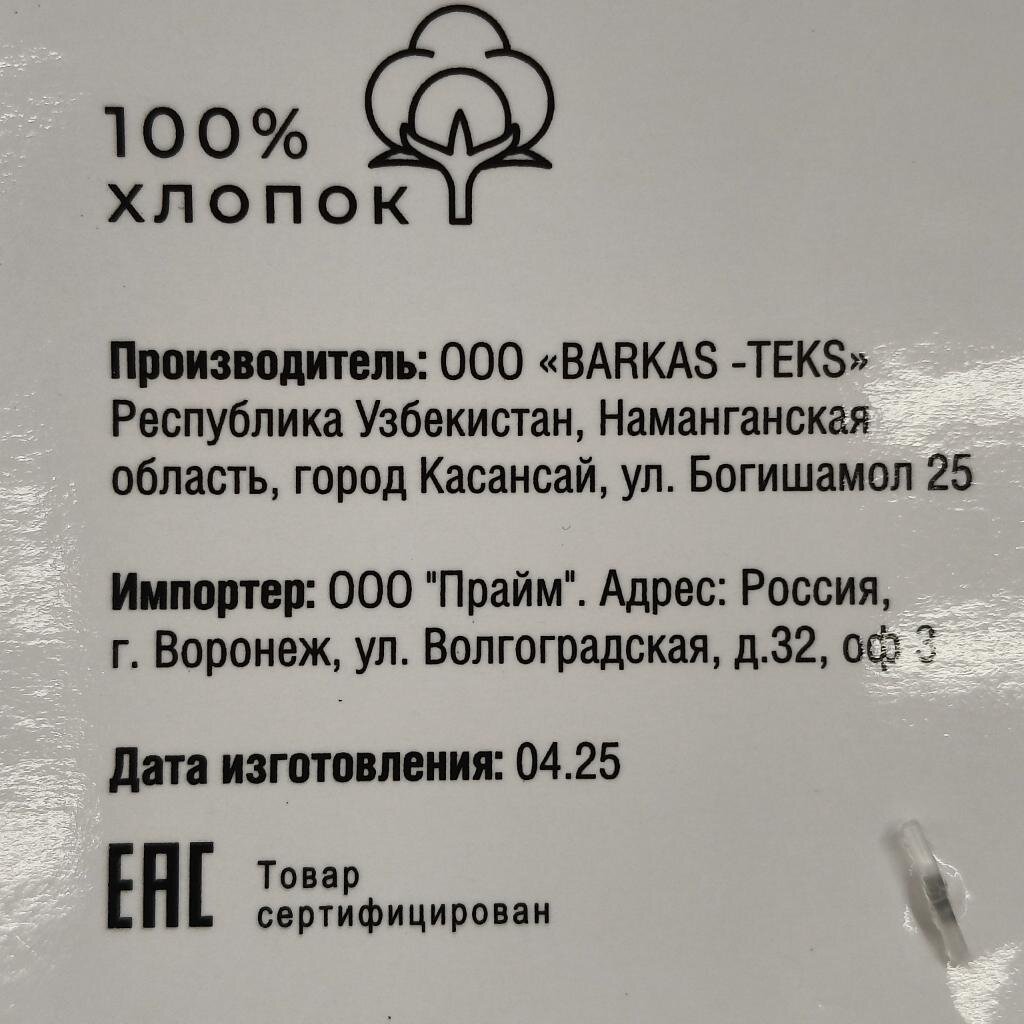 100%
ХЛОПОК
Производитель: ООО «BARKAS -TEKS»
Республика Узбекистан, Наманганская
область, город Касансай, ул. Богишамол 25
Импортер: ООО "Прайм". Адрес: Россия,
г. Воронеж, ул. Волгоградская, д.32, оф 3
Дата изготовления: 04.25
ЕАС
Товар
сертифицирован